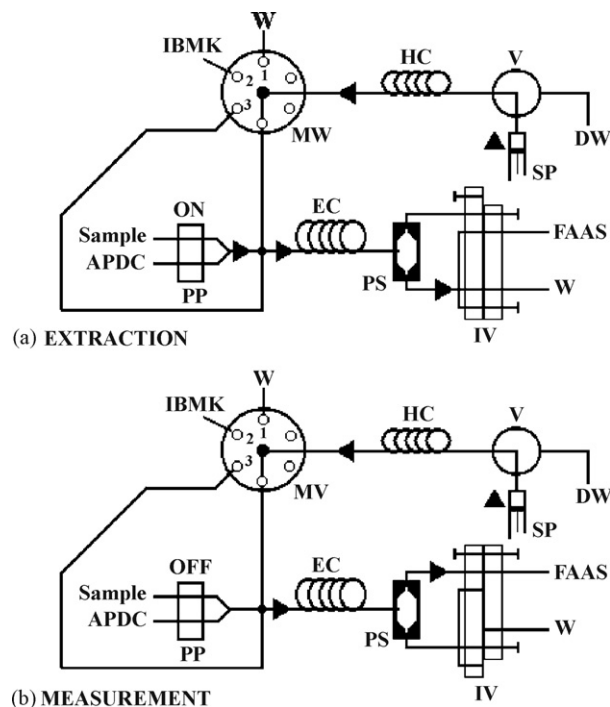 W
IBMK
1
2
3
MW
HC
V
DW
SP
ON
Sample
APDC
PP
EC
PS
FAAS
W
IV
(a) EXTRACTION
W
IBMK
1
2
3
MV
HC
V
DW
SP
OFF
Sample
APDC
PP
EC
PS
FAAS
W
IV
(b) MEASUREMENT